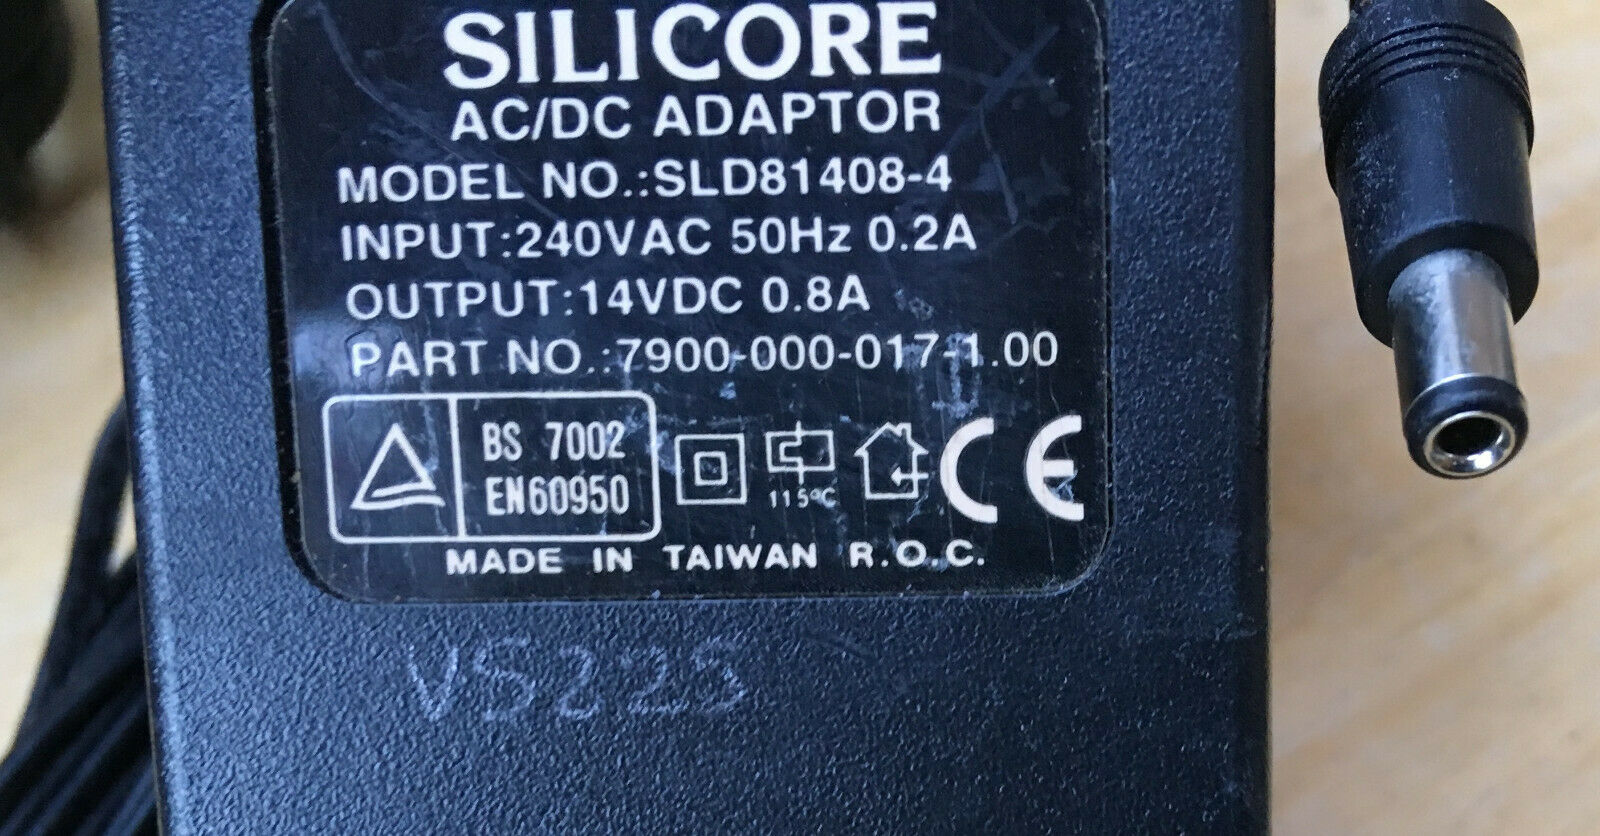 SILICORE
AC/DC ADAPTOR
MODEL NO.:SLD81408-4
INPUT:240VAC 50Hz 0.2A
OUTPUT:14VDC 0.8A
PART NO.:7900-000-017-1.00
BS 7002
EN60950
115°C
CE
MADE IN TAIWAN R.O.C.
VS225